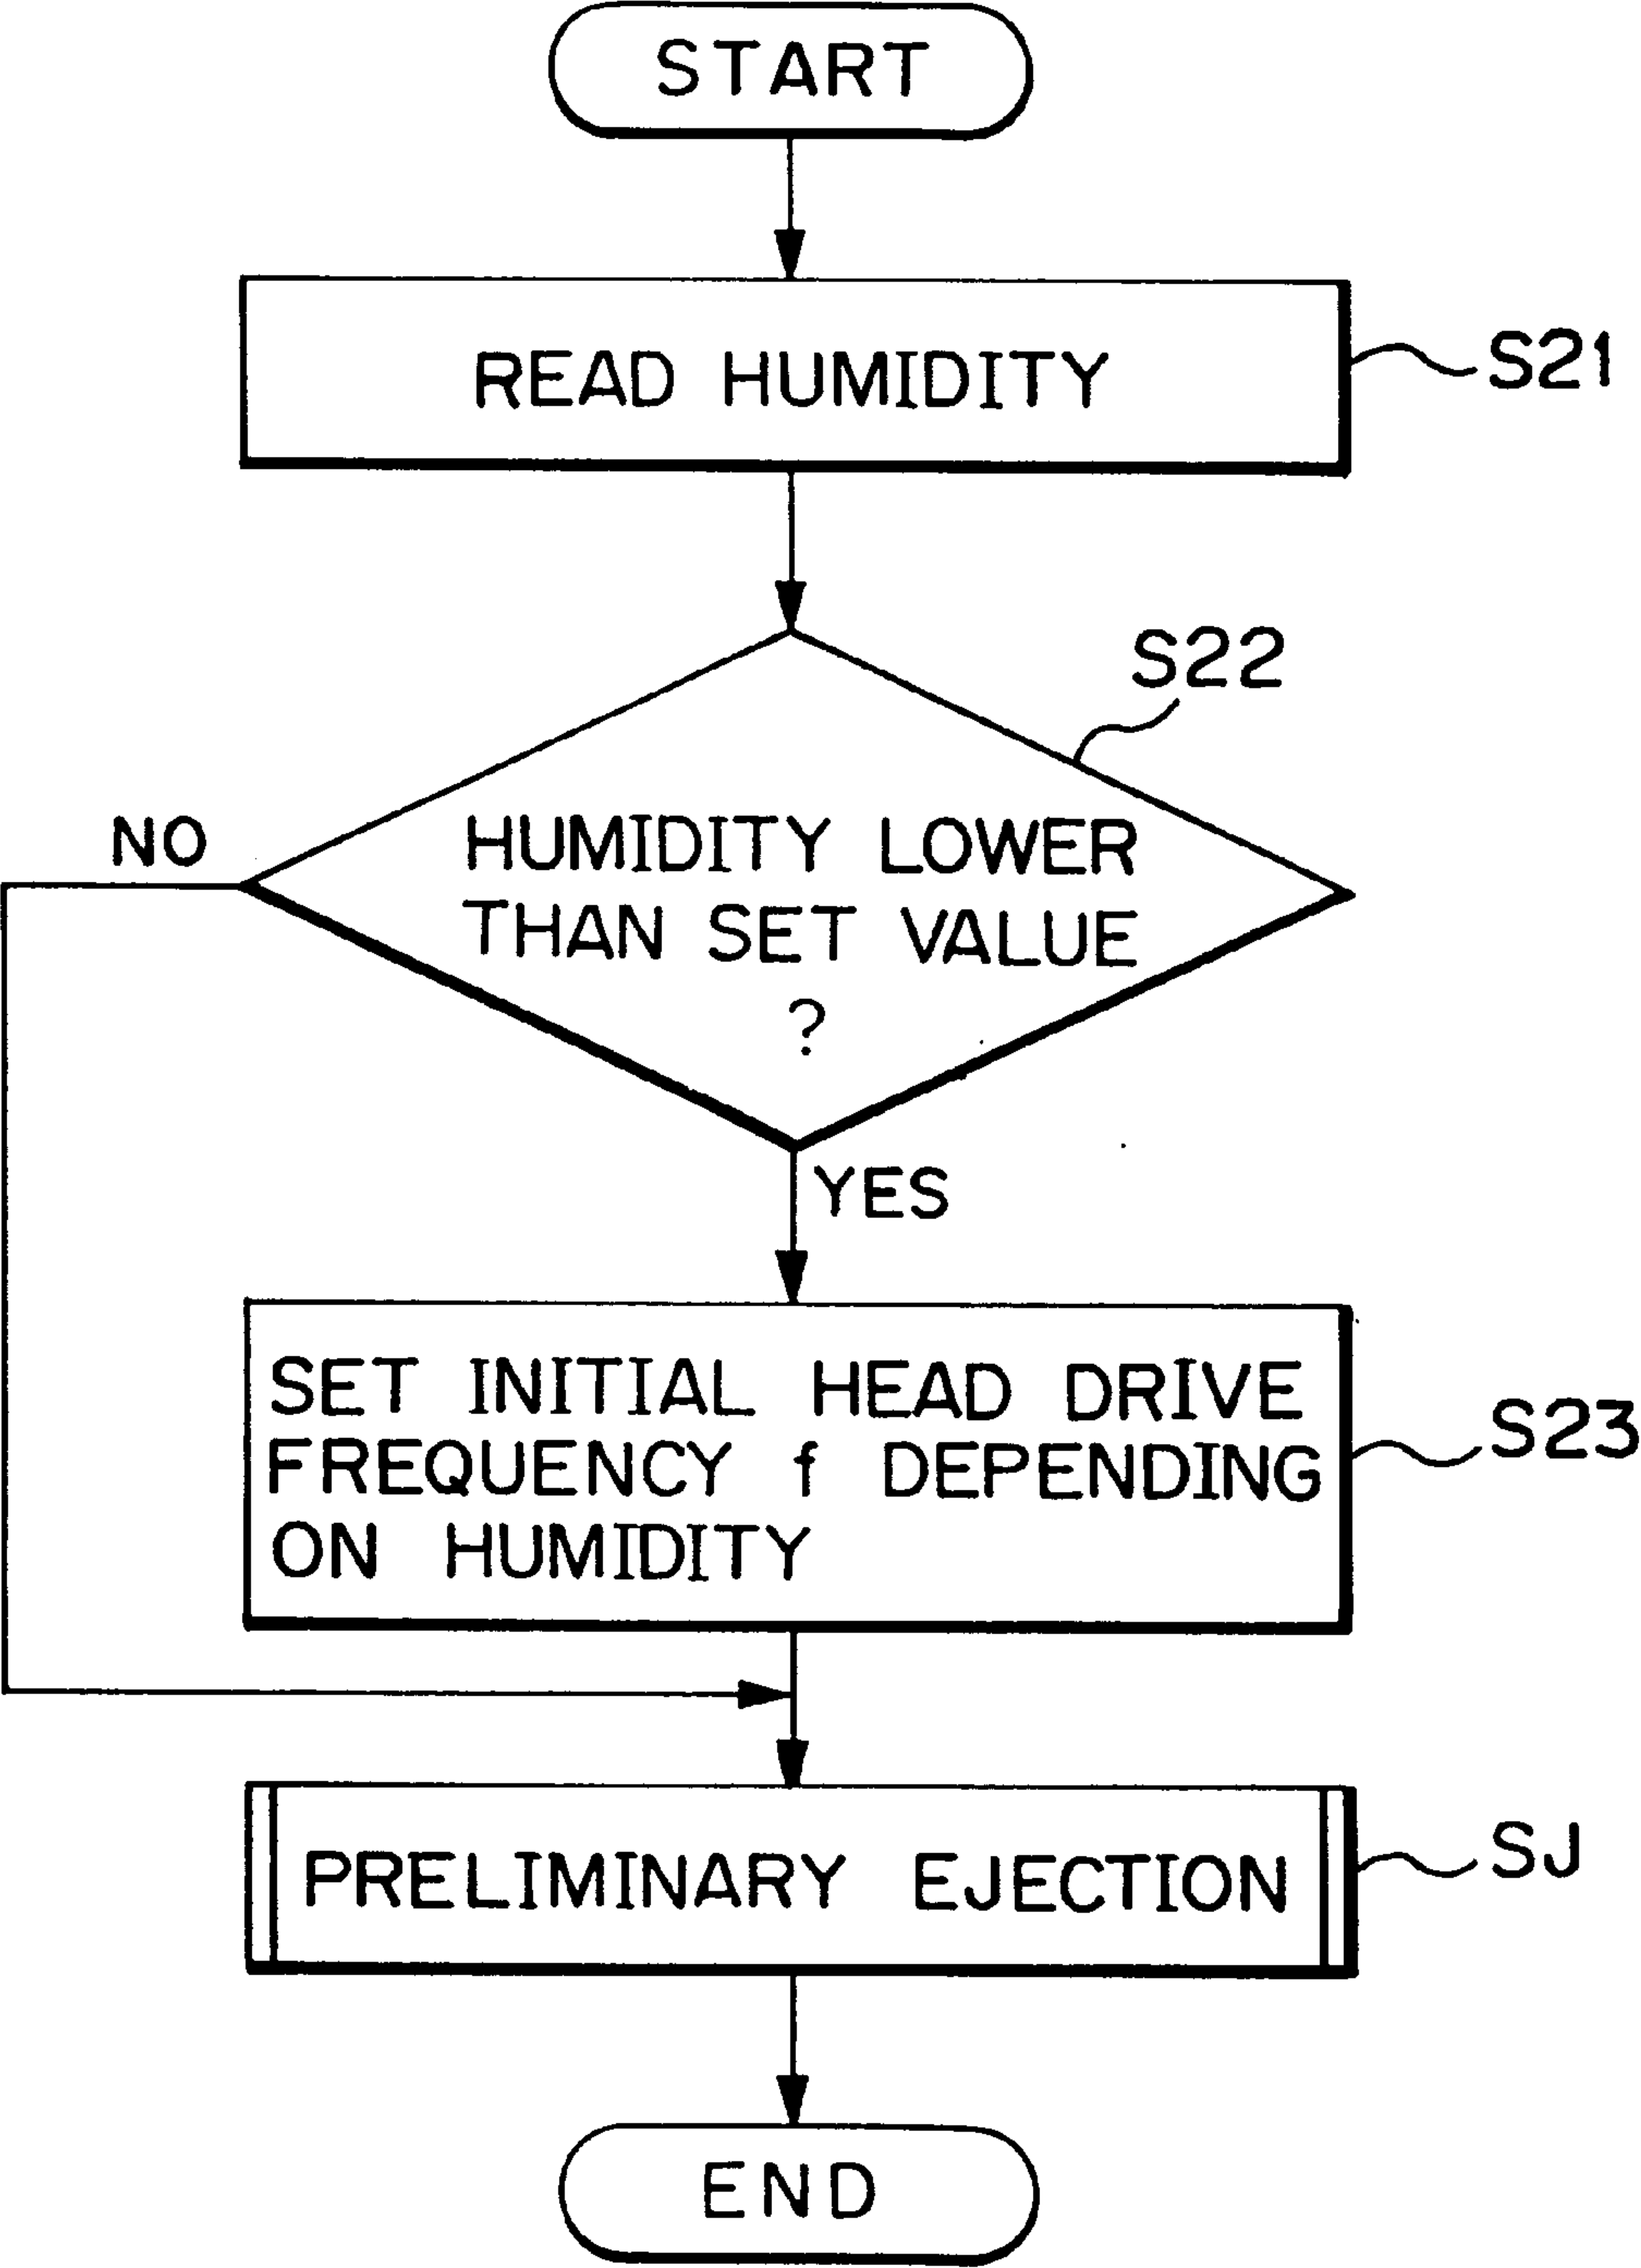 START
READ HUMIDITY
S21
S22
NO
HUMIDITY LOWER
THAN SET VALUE
?
YES
SET INITIAL HEAD DRIVE
FREQUENCY f DEPENDING
ON HUMIDITY
S23
PRELIMINARY EJECTION
SJ
END